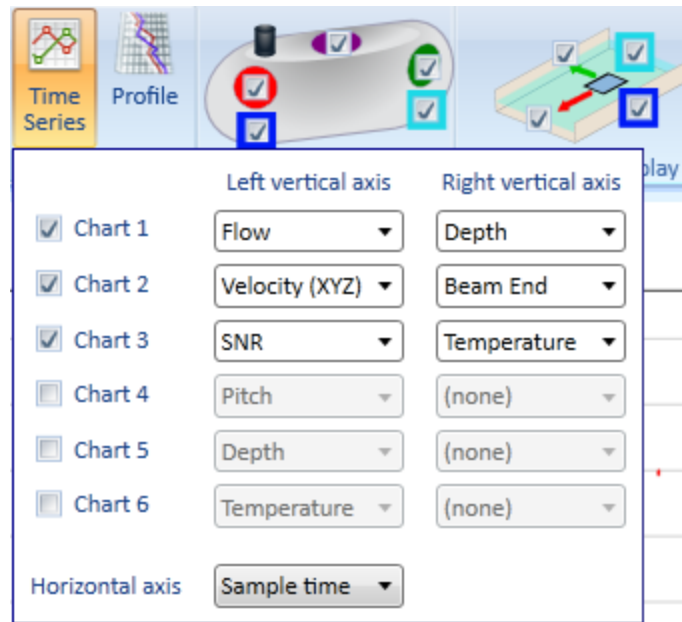 Time
Series
Profile
play
Left vertical axis
Right vertical axis
Chart 1
Flow
Depth
Chart 2
Velocity (XYZ)
Beam End
Chart 3
SNR
Temperature
Chart 4
Pitch
(none)
Chart 5
Depth
(none)
Chart 6
Temperature
(none)
Horizontal axis
Sample time